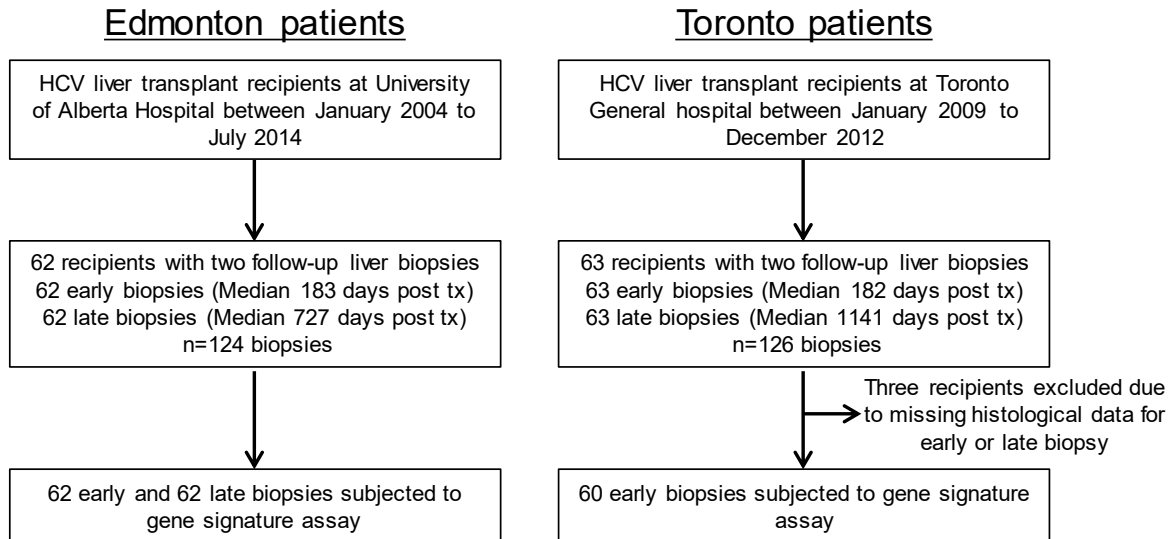 Edmonton patients
HCV liver transplant recipients at University
of Alberta Hospital between January 2004 to
July 2014
62 recipients with two follow-up liver biopsies
62 early biopsies (Median 183 days post tx)
62 late biopsies (Median 727 days post tx)
n=124 biopsies
62 early and 62 late biopsies subjected to
gene signature assay
Toronto patients
HCV liver transplant recipients at Toronto
General hospital between January 2009 to
December 2012
63 recipients with two follow-up liver biopsies
63 early biopsies (Median 182 days post tx)
63 late biopsies (Median 1141 days post tx)
n=126 biopsies
Three recipients excluded due
to missing histological data for
early or late biopsy
60 early biopsies subjected to gene signature
assay